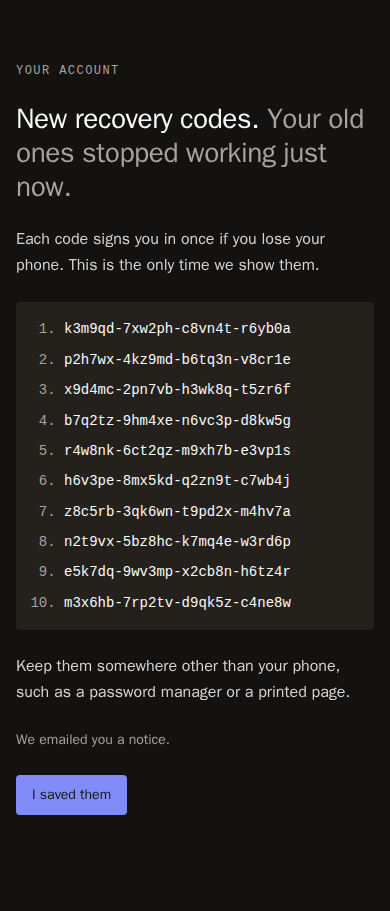 YOUR ACCOUNT
New recovery codes. Your old
ones stopped working just
now.
Each code signs you in once if you lose your
phone. This is the only time we show them.
1. k3m9qd-7xw2ph-c8vn4t-r6yb0a
2. p2h7wx-4kz9md-b6tq3n-v8cr1e
3. x9d4mc-2pn7vb-h3wk8q-t5zr6f
4. b7q2tz-9hm4xe-n6vc3p-d8kw5g
5. r4w8nk-6ct2qz-m9xh7b-e3vp1s
6. h6v3pe-8mx5kd-q2zn9t-c7wb4j
7. z8c5rb-3qk6wn-t9pd2x-m4hv7a
8. n2t9vx-5bz8hc-k7mq4e-w3rd6p
9. e5k7dq-9wv3mp-x2cb8n-h6tz4r
10. m3x6hb-7rp2tv-d9qk5z-c4ne8w
Keep them somewhere other than your phone,
such as a password manager or a printed page.
We emailed you a notice.
I saved them